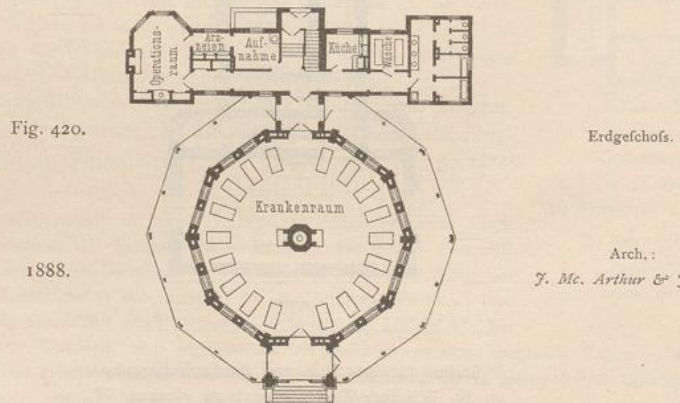 Operations-
raum
Arz-
neien
Auf-
nahme
Küche
Wäsche
Fig. 420.
Erdgeſchoſs.
Krankenraum
1888.
Arch.:
J. Mc. Arthur &